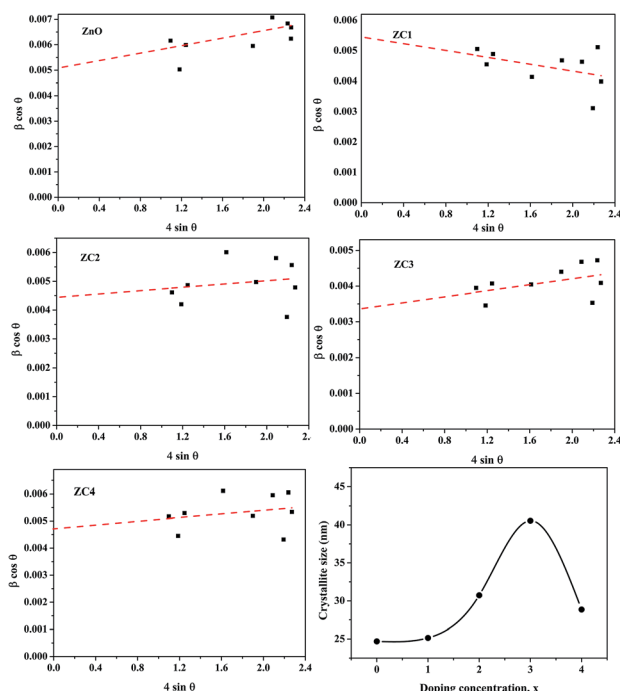 ZnO
0.007
0.006
0.005
0.004
0.003
0.002
0.001
0.000
β cos θ
0.0 0.4 0.8 1.2 1.6 2.0 2.4
4 sin θ
ZC1
0.006
0.005
0.004
0.003
0.002
0.001
0.000
β cos θ
0.0 0.4 0.8 1.2 1.6 2.0 2.4
4 sin θ
ZC2
0.006
0.005
0.004
0.003
0.002
0.001
0.000
β cos θ
0.0 0.4 0.8 1.2 1.6 2.0 2.4
4 sin θ
ZC3
0.005
0.004
0.003
0.002
0.001
0.000
β cos θ
0.0 0.4 0.8 1.2 1.6 2.0 2.4
4 sin θ
ZC4
0.006
0.005
0.004
0.003
0.002
0.001
0.000
β cos θ
0.0 0.4 0.8 1.2 1.6 2.0 2.4
4 sin θ
45
40
35
30
25
Crystallite size (nm)
0 1 2 3 4
Doping concentration, x